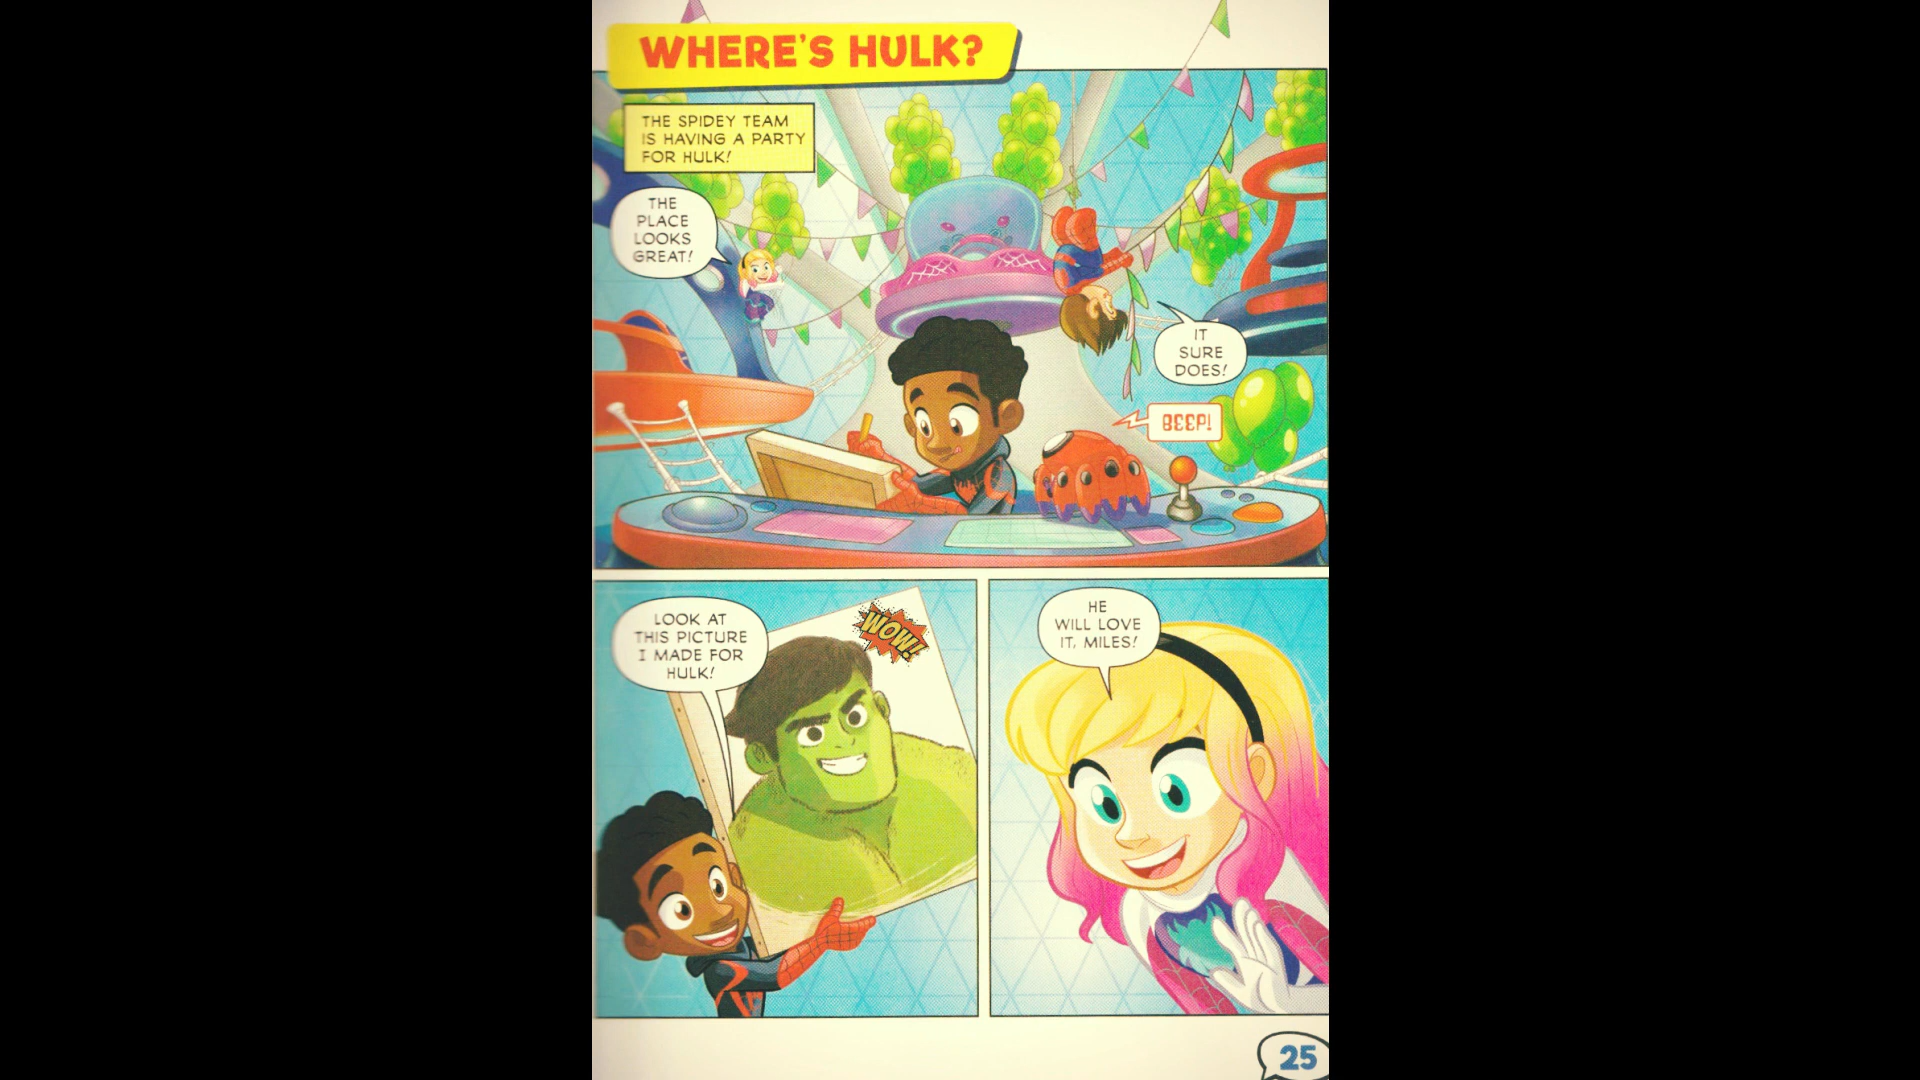 WHERE'S HULK?
THE SPIDEY TEAM
IS HAVING A PARTY
FOR HULK!
THE
PLACE
LOOKS
GREAT!
IT
SURE
DOES!
BEEP!
LOOK AT
THIS PICTURE
I MADE FOR
HULK!
WOW!
HE
WILL LOVE
IT, MILES!
25